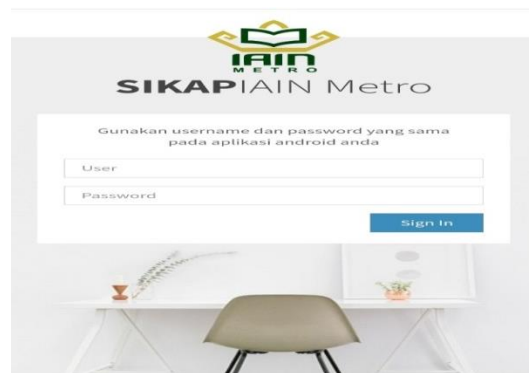 IAIN
METRO
SIKAPIAIN Metro
Gunakan username dan password yang sama
pada aplikasi android anda
User
Password
Sign In